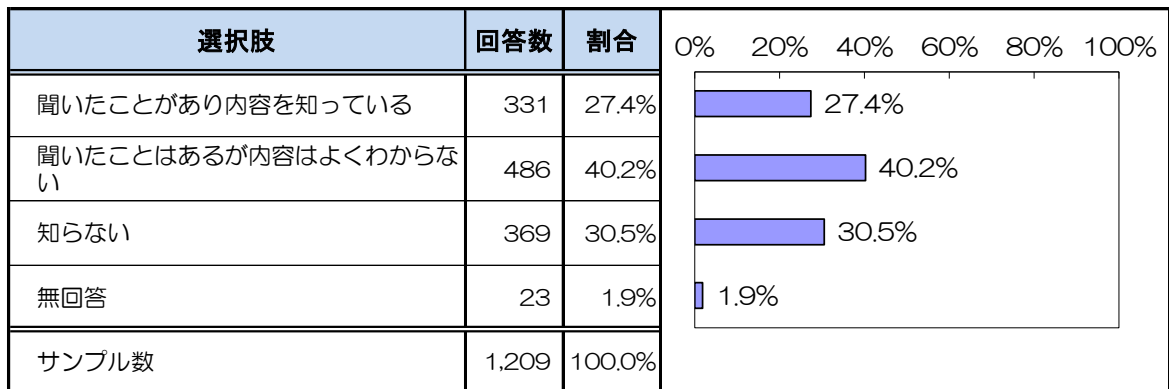 選択肢 回答数 割合
0% 20% 40% 60% 80% 100%
聞いたことがあり内容を知っている 331 27.4%
27.4%
聞いたことはあるが内容はよくわからな
い 486 40.2%
40.2%
知らない 369 30.5%
30.5%
無回答 23 1.9%
1.9%
サンプル数 1,209 100.0%